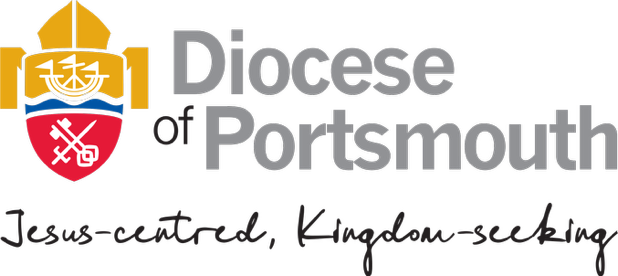 Diocese
of Portsmouth
Jesus-centred, Kingdom-seeking